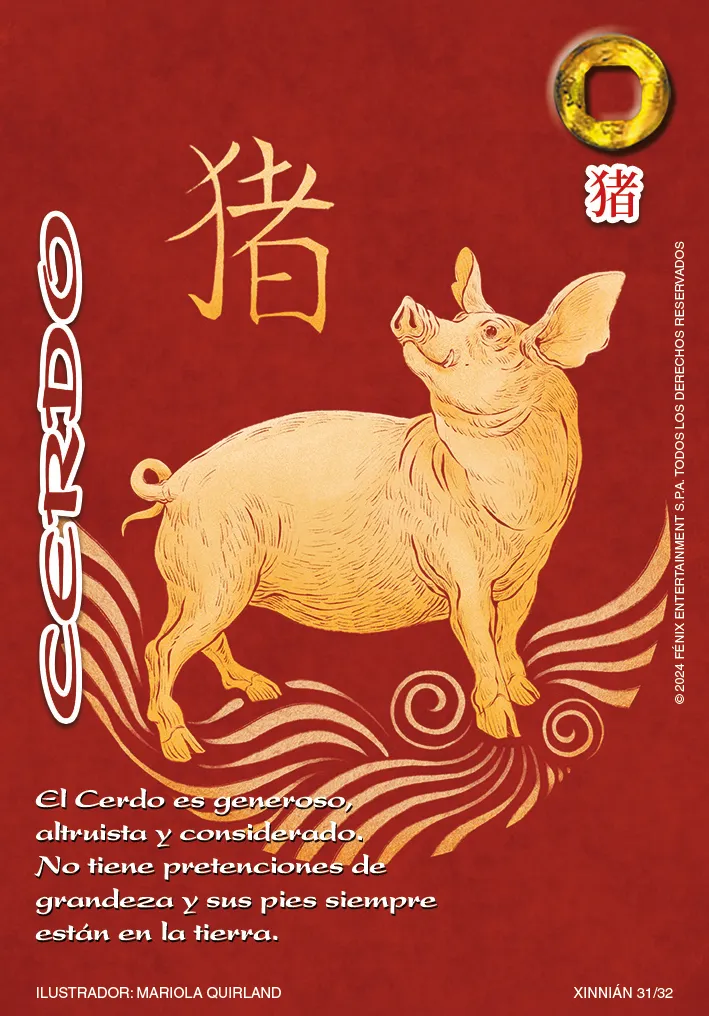 猪
猪
CERDO
© 2024 FÉNIX ENTERTAINMENT S.P.A. TODOS LOS DERECHOS RESERVADOS
El Cerdo es generoso,
altruista y considerado.
No tiene pretenciones de
grandeza y sus pies siempre
están en la tierra.
ILUSTRADOR: MARIOLA QUIRLAND
XINNIÁN 31/32